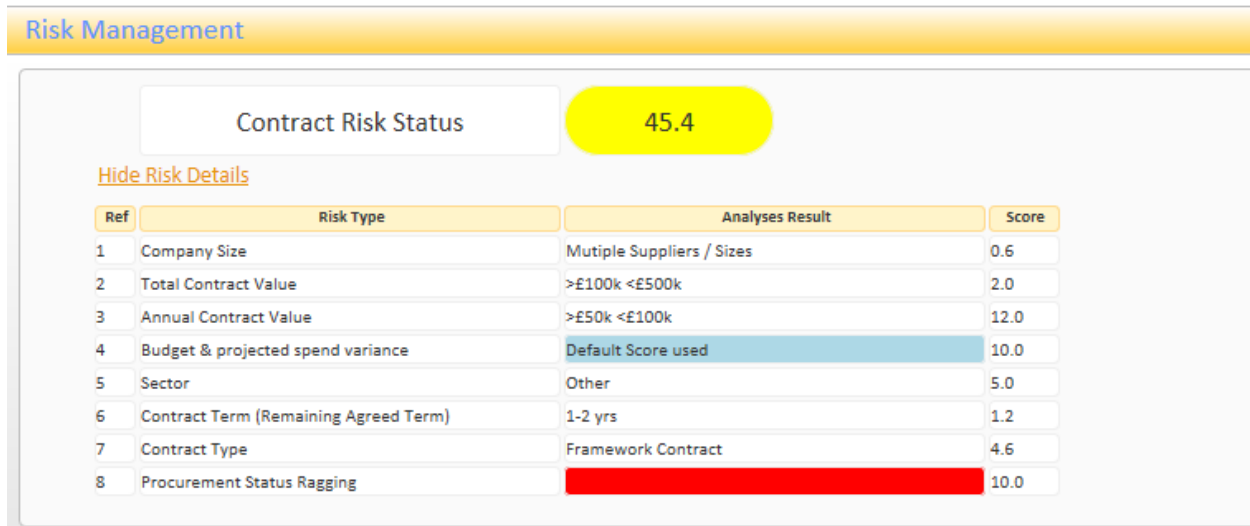 Risk Management
Contract Risk Status 45.4
Hide Risk Details
Ref Risk Type Analyses Result Score
1 Company Size Mutiple Suppliers / Sizes 0.6
2 Total Contract Value >£100k <£500k 2.0
3 Annual Contract Value >£50k <£100k 12.0
4 Budget & projected spend variance Default Score used 10.0
5 Sector Other 5.0
6 Contract Term (Remaining Agreed Term) 1-2 yrs 1.2
7 Contract Type Framework Contract 4.6
8 Procurement Status Ragging 10.0